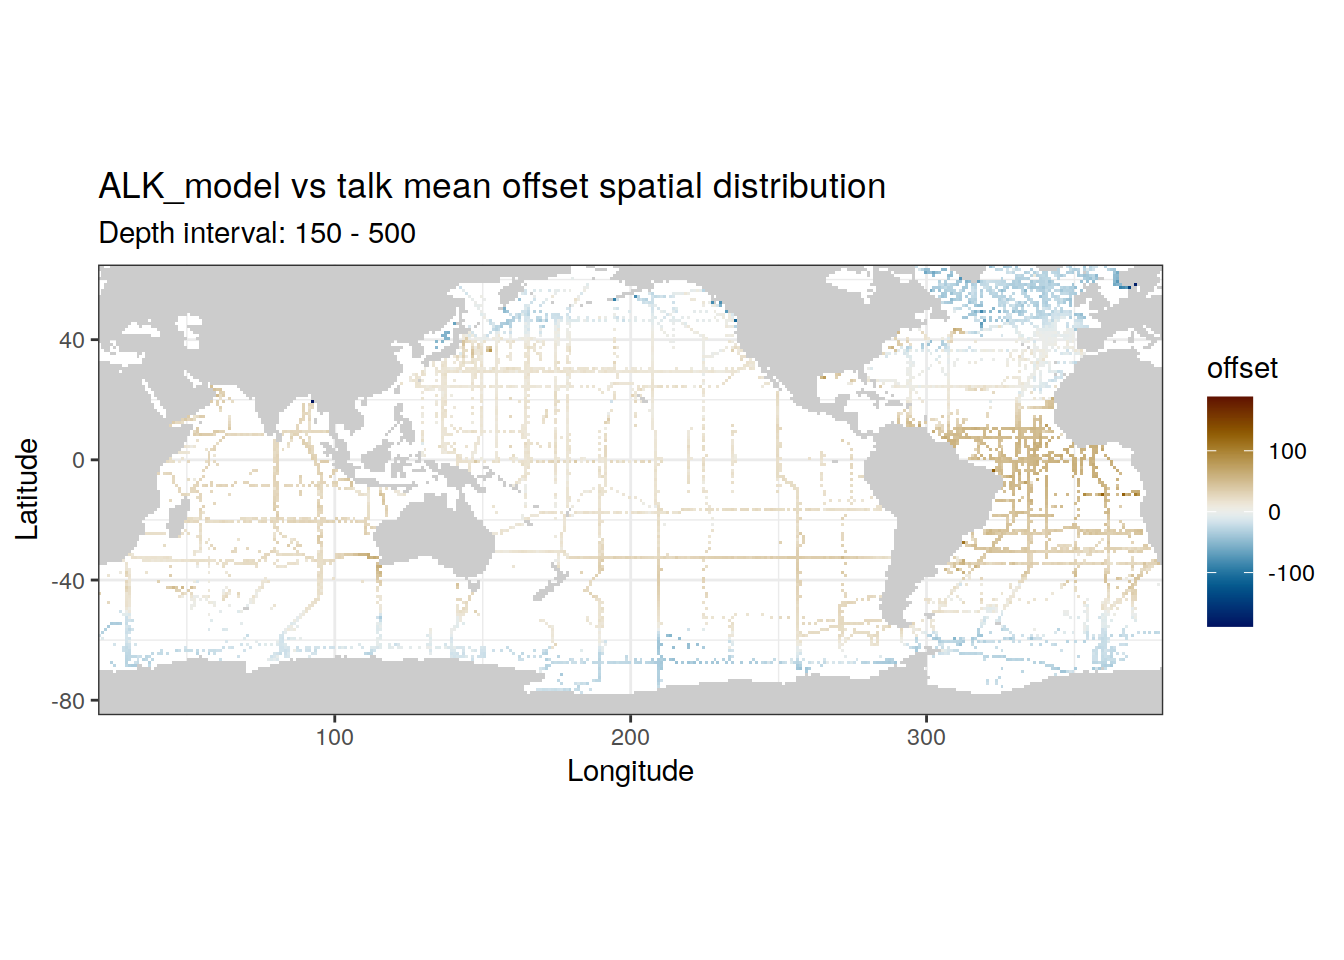 ALK_model vs talk mean offset spatial distribution
Depth interval: 150 - 500
offset
100
0
-100
Latitude
40
0
-40
-80
100
200
300
Longitude